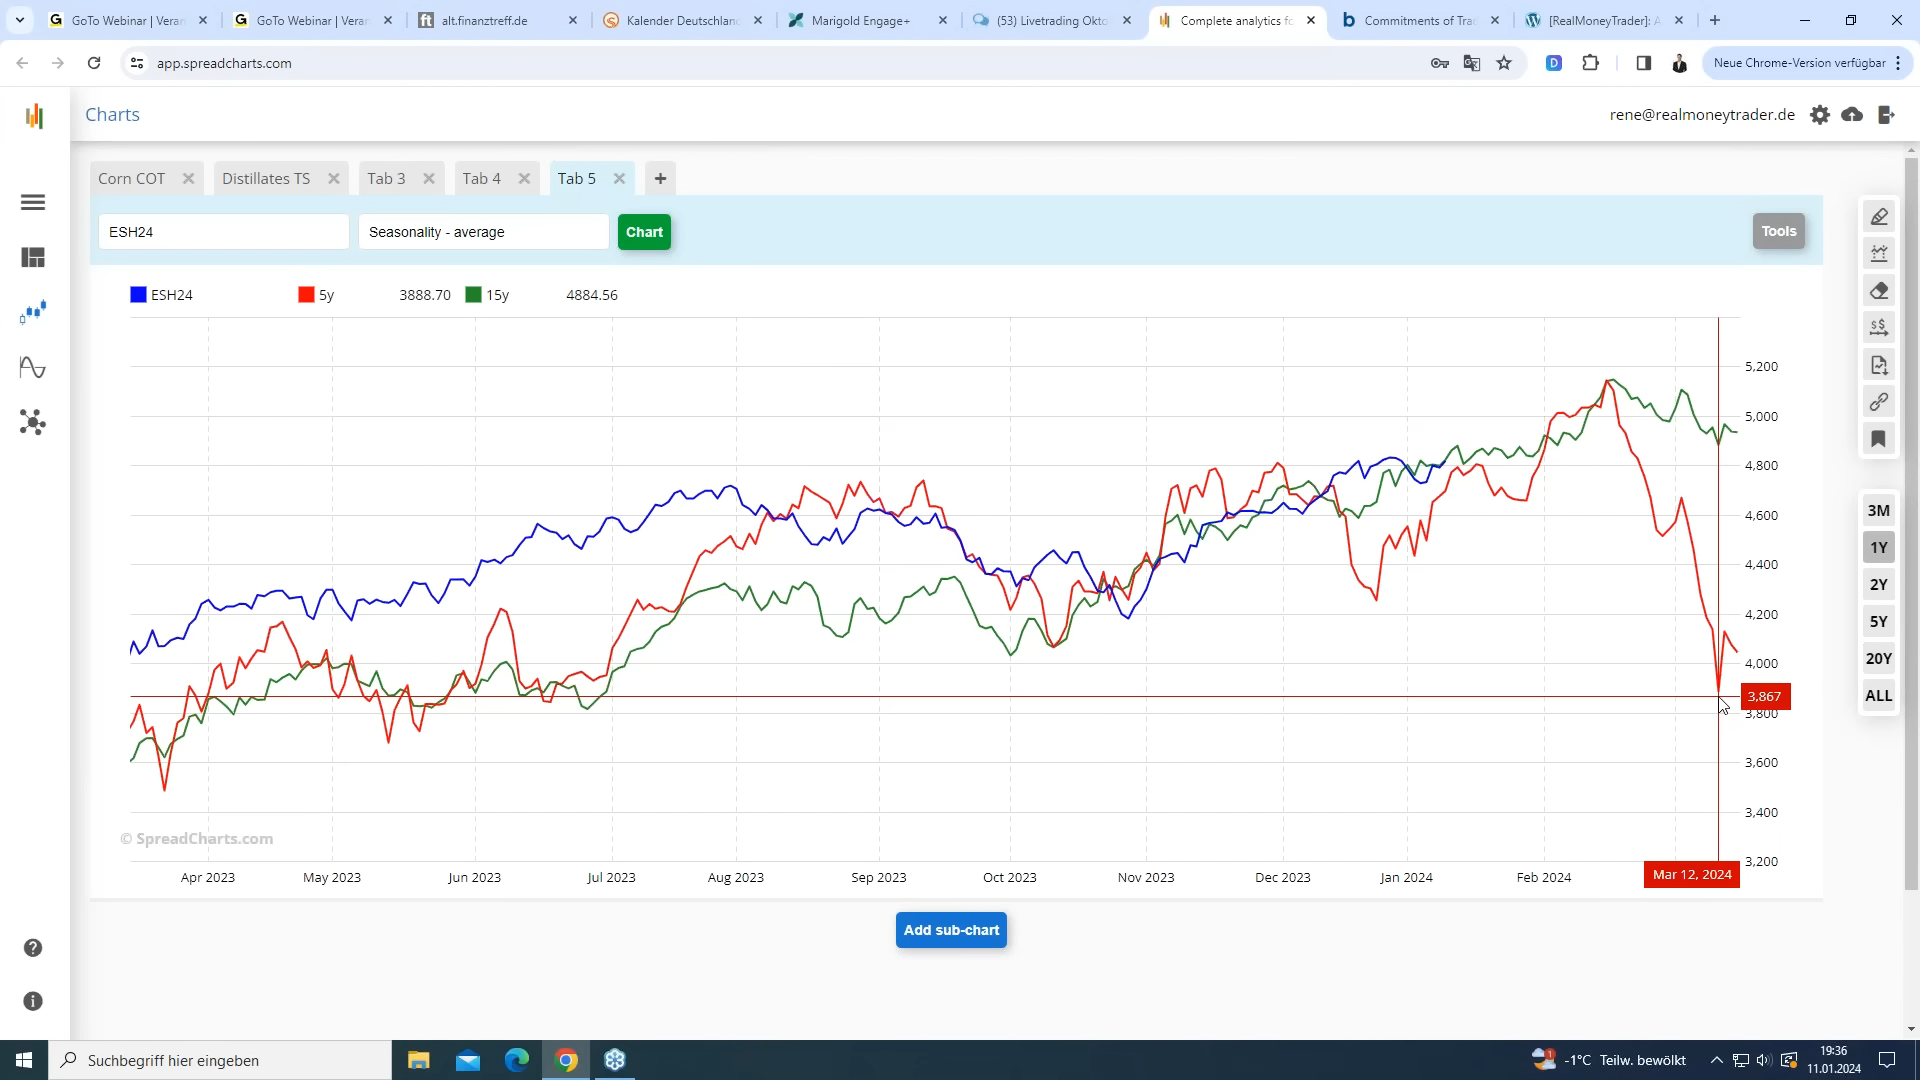 GoTo Webinar | Veran
GoTo Webinar | Veran
ft alt.finanztreff.de
Kalender Deutschland
Marigold Engage+
(53) Livetrading Okto
Complete analytics fo
Commitments of Trac
[RealMoneyTrader]: A
app.spreadcharts.com
Neue Chrome-Version verfügbar
Charts
rene@realmoneytrader.de
Corn COT
Distillates TS
Tab 3
Tab 4
Tab 5
+
ESH24
Seasonality - average
Chart
Tools
ESH24
5y 3888.70
15y 4884.56
5,200
5,000
4,800
4,600
4,400
4,200
4,000
3,867
3,800
3,600
3,400
3,200
3M
1Y
2Y
5Y
20Y
ALL
© SpreadCharts.com
Apr 2023
May 2023
Jun 2023
Jul 2023
Aug 2023
Sep 2023
Oct 2023
Nov 2023
Dec 2023
Jan 2024
Feb 2024
Mar 12, 2024
Add sub-chart
Suchbegriff hier eingeben
-1°C Teilw. bewölkt
19:36
11.01.2024